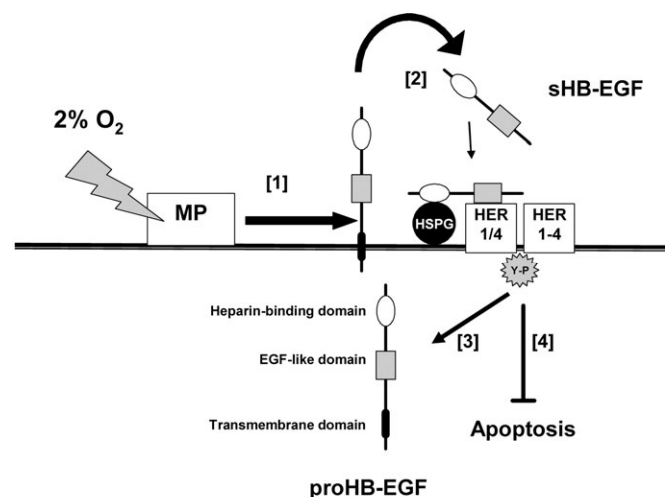 [2]
sHB-EGF
2% O₂
[1]
MP
HSPG
HER
1/4
HER
1-4
Y-P
Heparin-binding domain
[3]
[4]
EGF-like domain
Transmembrane domain
Apoptosis
proHB-EGF